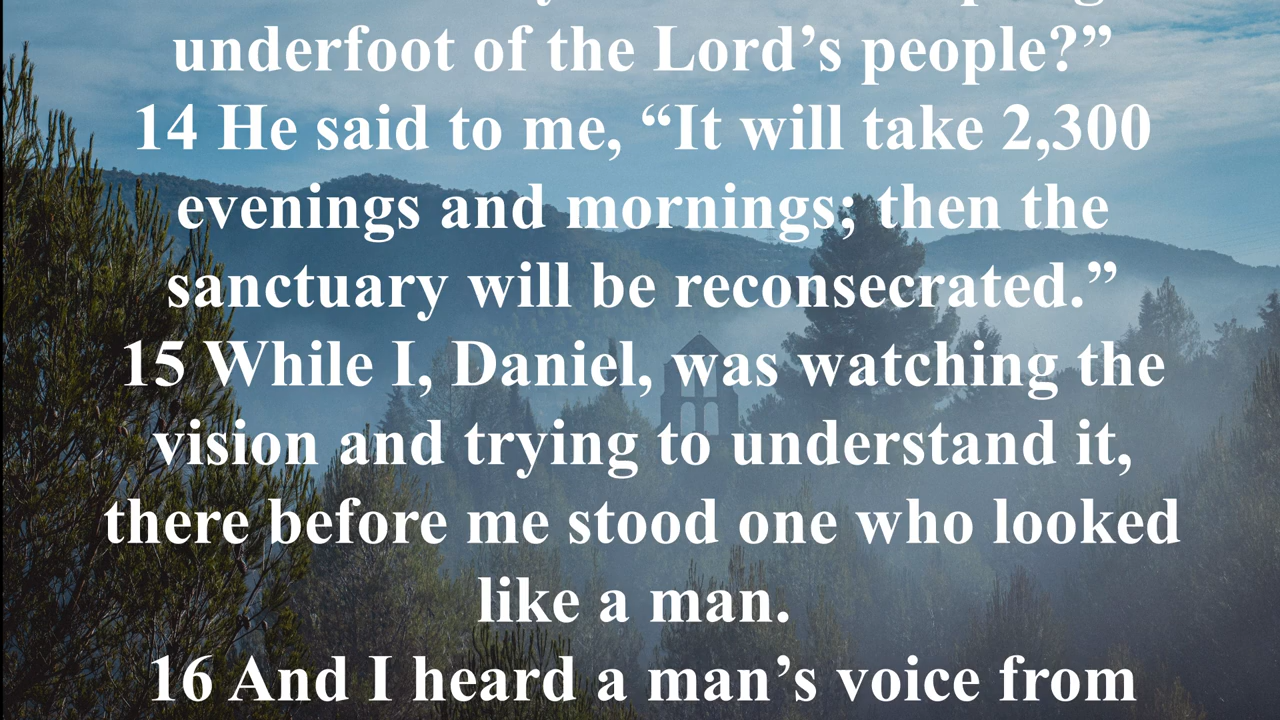 underfoot of the Lord’s people?”
14 He said to me, “It will take 2,300
evenings and mornings; then the
sanctuary will be reconsecrated.”
15 While I, Daniel, was watching the
vision and trying to understand it,
there before me stood one who looked
like a man.
16 And I heard a man’s voice from